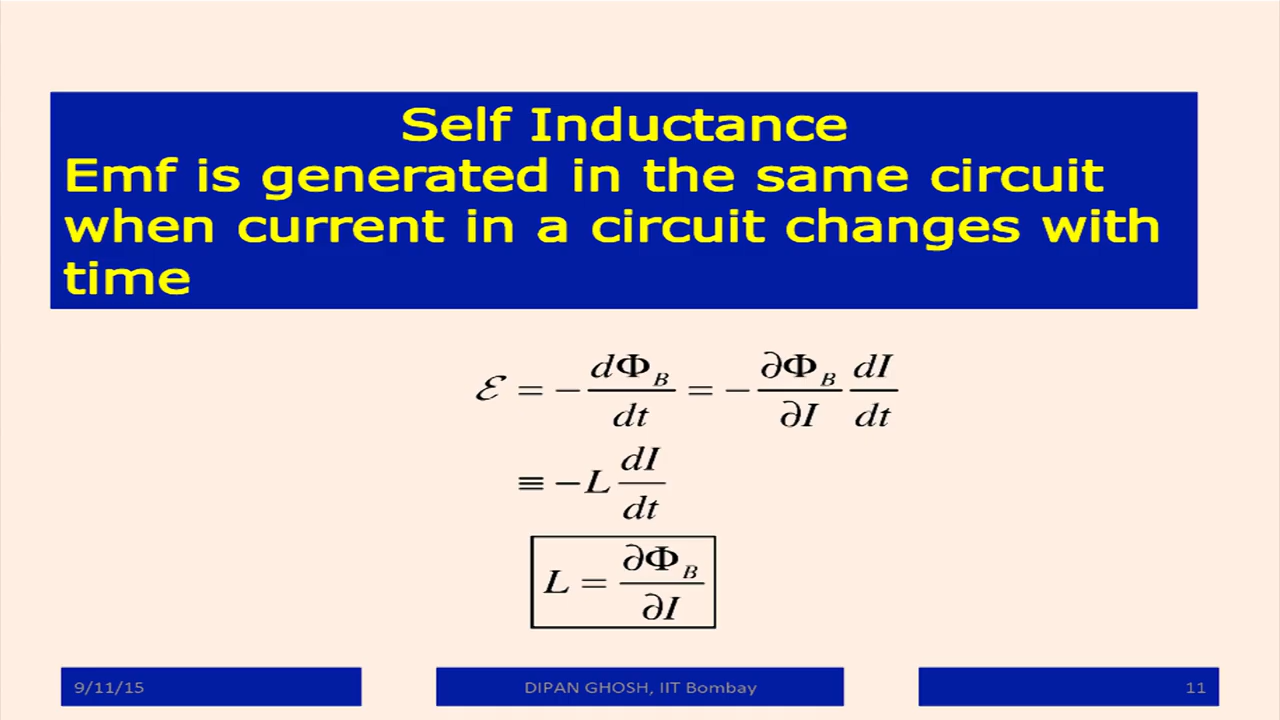 Self Inductance
Emf is generated in the same circuit
when current in a circuit changes with
time
ℰ = − dΦ_B/dt = − ∂Φ_B/∂I dI/dt
≡ −L dI/dt
L = ∂Φ_B/∂I
9/11/15 DIPAN GHOSH, IIT Bombay 11